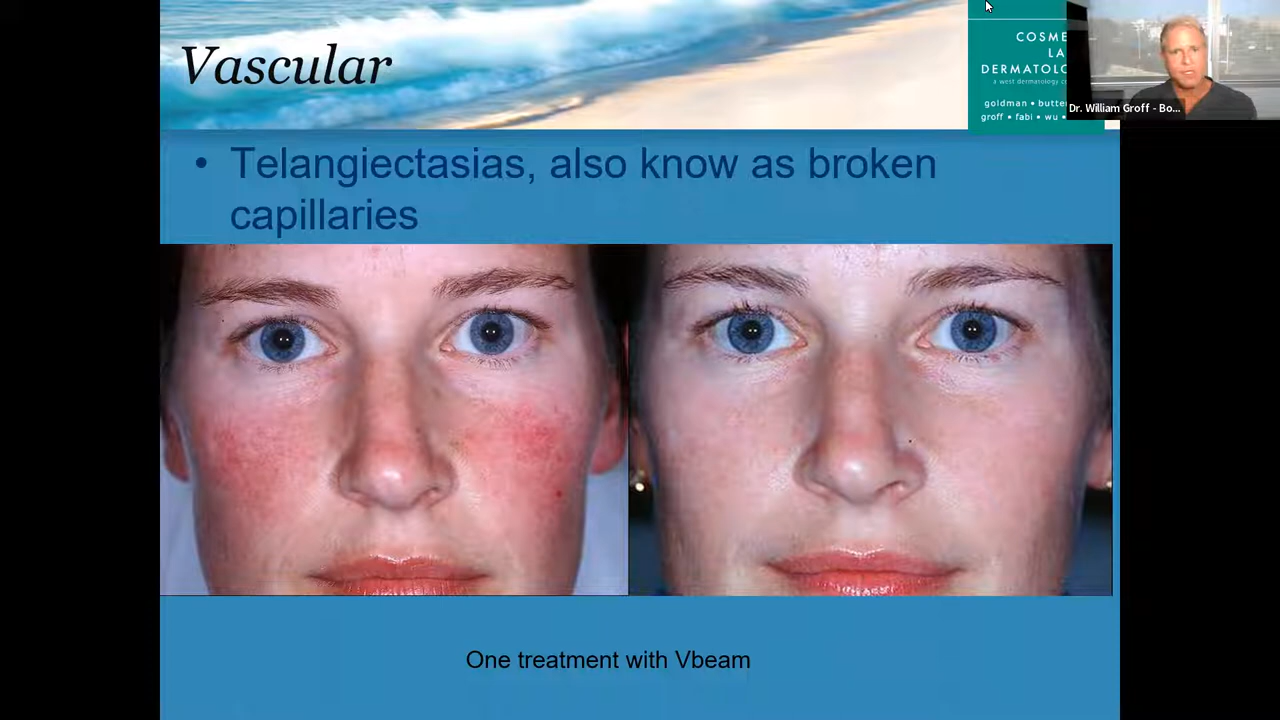 Vascular
COSME
LA
DERMATOLO
a west dermatology
goldman • butte
groff • fabi • wu •
Dr. William Groff - Bo...
• Telangiectasias, also know as broken
capillaries
One treatment with Vbeam